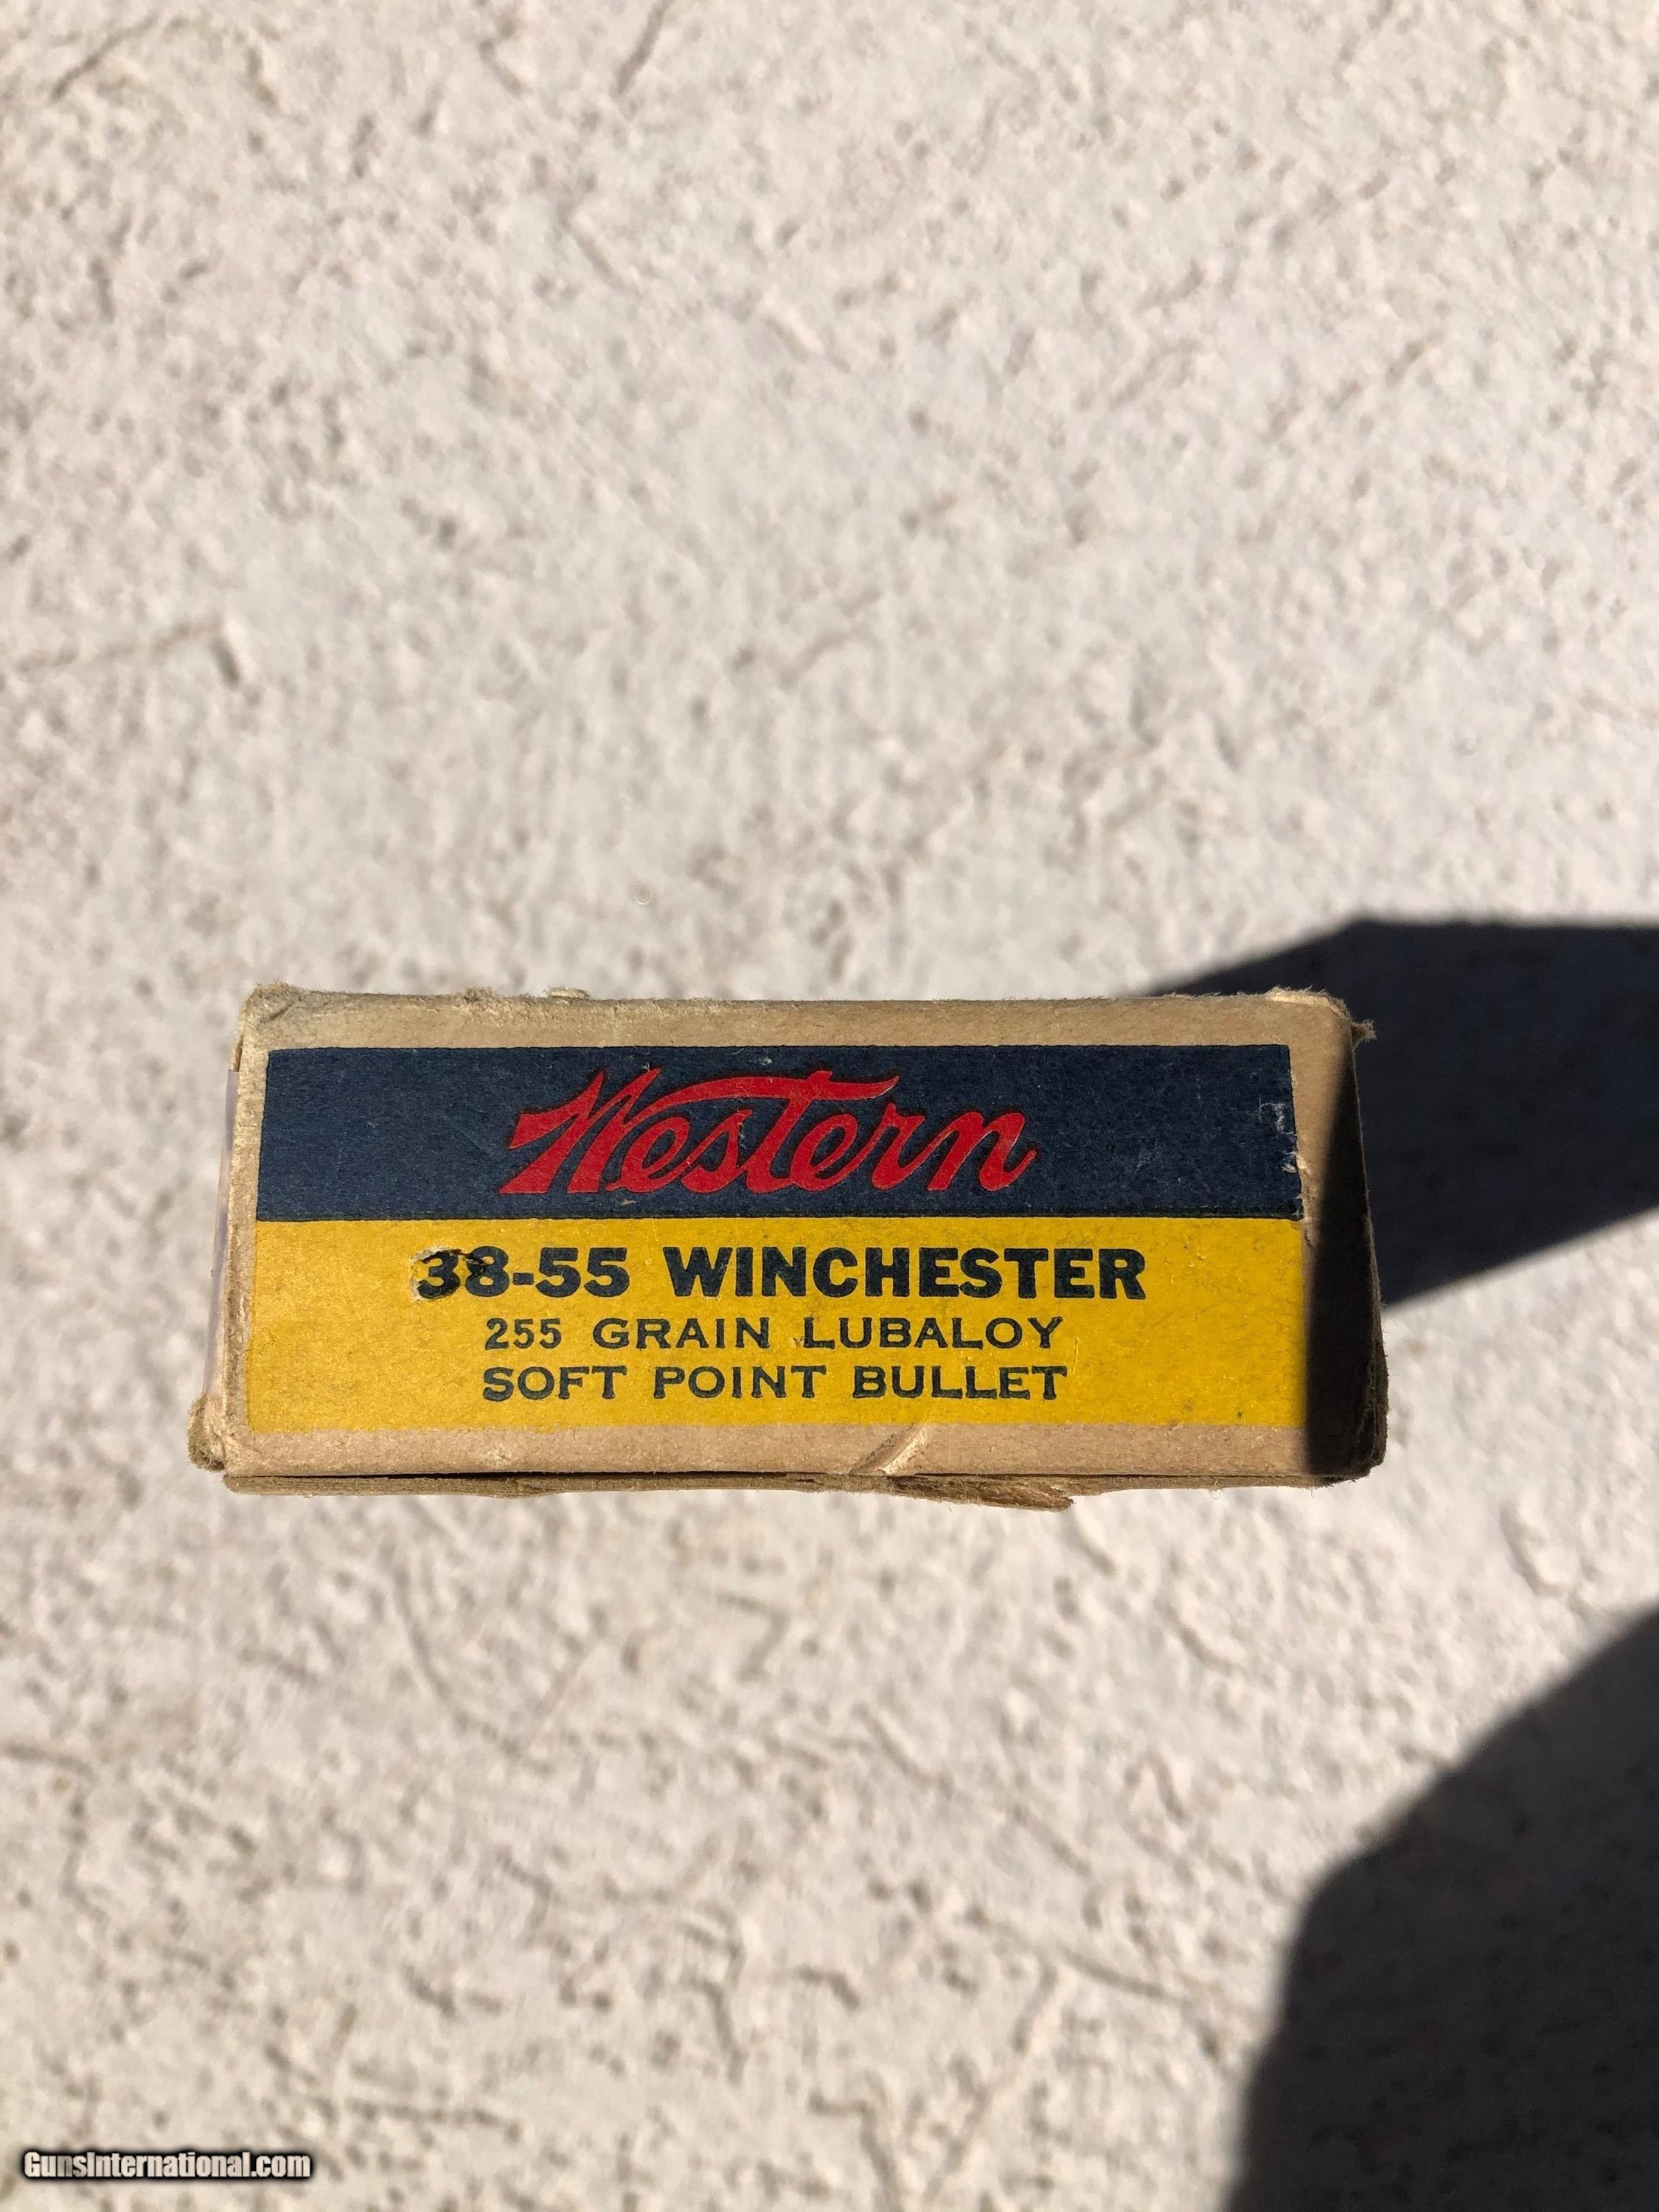 Western
38-55 WINCHESTER
255 GRAIN LUBALOY
SOFT POINT BULLET
GunsInternational.com